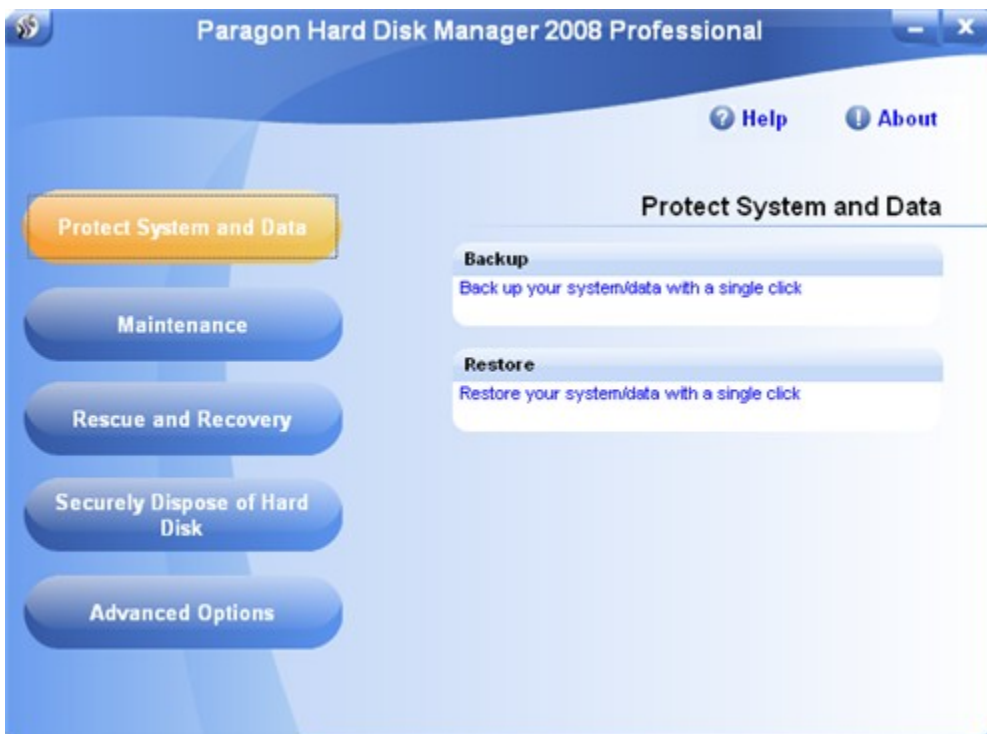 Paragon Hard Disk Manager 2008 Professional
Help
About
Protect System and Data
Maintenance
Rescue and Recovery
Securely Dispose of Hard
Disk
Advanced Options
Protect System and Data
Backup
Back up your system/data with a single click
Restore
Restore your system/data with a single click